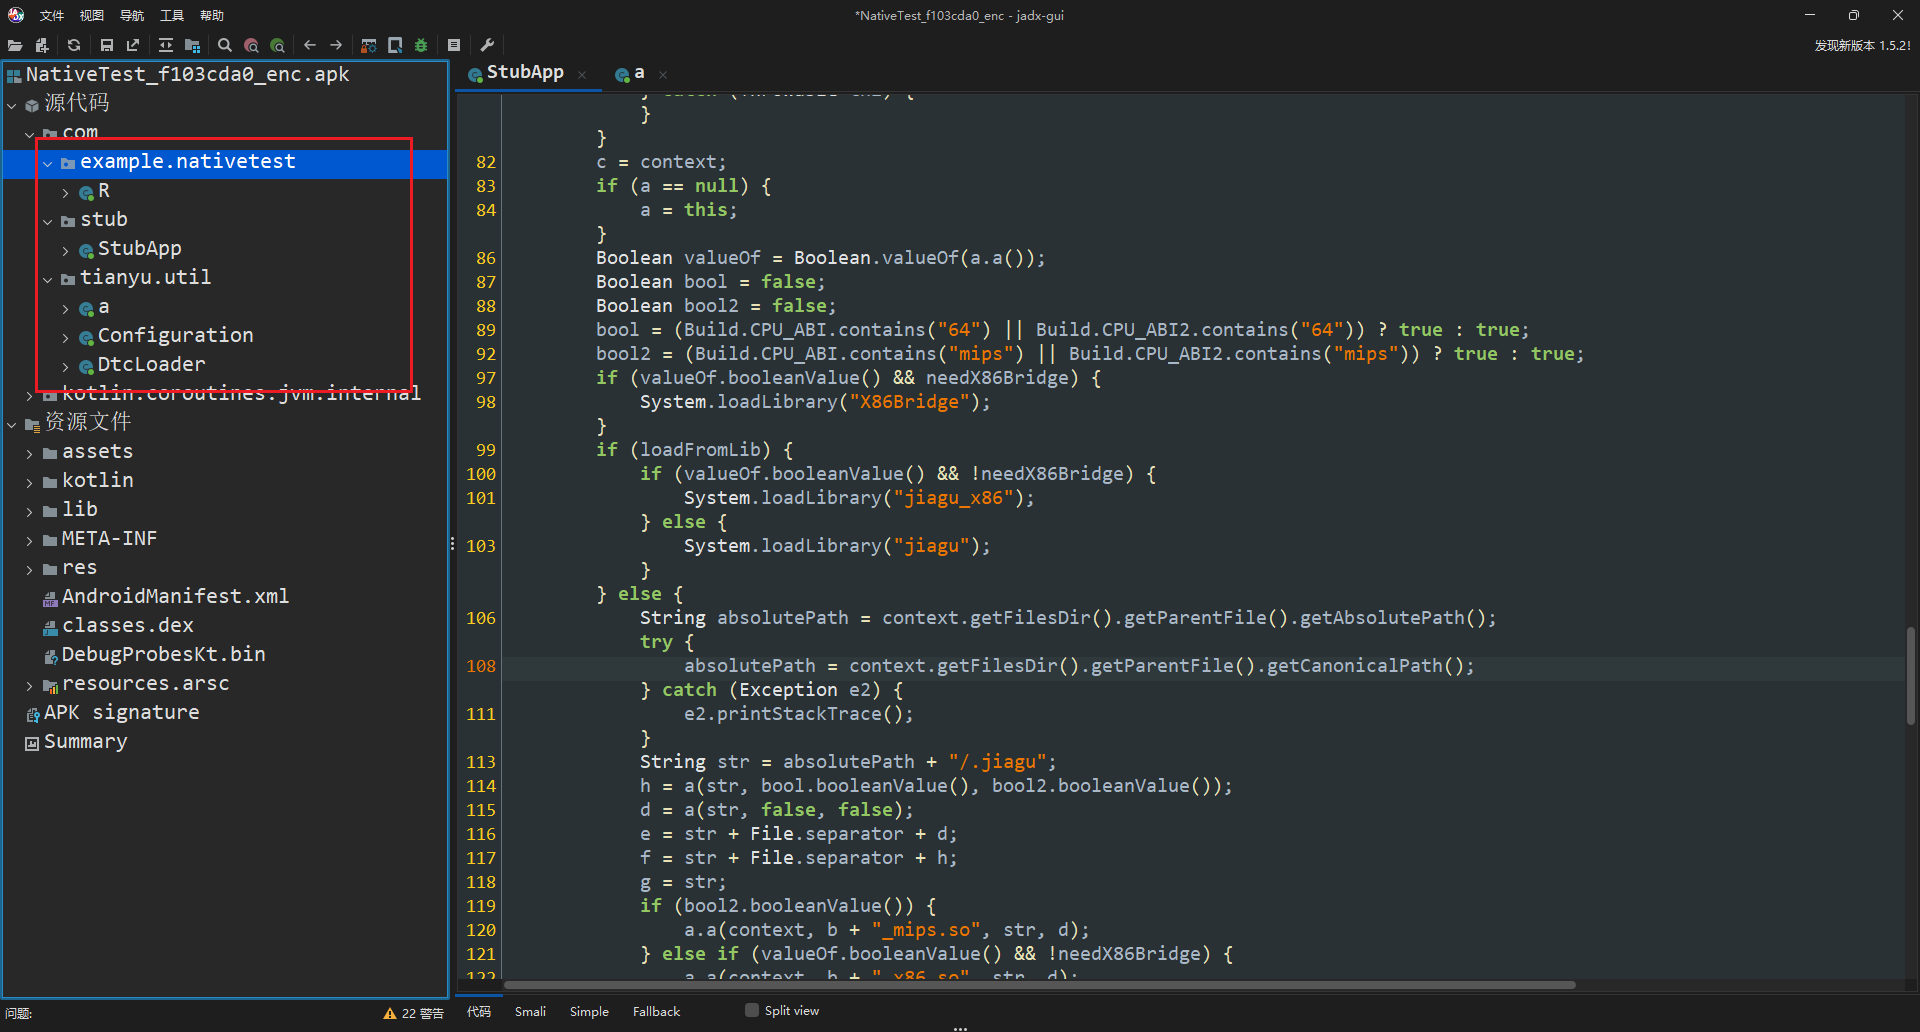 文件 视图 导航 工具 帮助
*NativeTest_f103cda0_enc - jadx-gui
发现新版本 1.5.2!
NativeTest_f103cda0_enc.apk
源代码
com
example.nativetest
R
stub
StubApp
tianyu.util
a
Configuration
DtcLoader
kotlin.coroutines.jvm.internal
资源文件
assets
kotlin
lib
META-INF
res
AndroidManifest.xml
classes.dex
DebugProbesKt.bin
resources.arsc
APK signature
Summary
问题:
22 警告
StubApp a
}
}
82 c = context;
83 if (a == null) {
84 a = this;
}
86 Boolean valueOf = Boolean.valueOf(a.a());
87 Boolean bool = false;
88 Boolean bool2 = false;
89 bool = (Build.CPU_ABI.contains("64") || Build.CPU_ABI2.contains("64")) ? true : true;
92 bool2 = (Build.CPU_ABI.contains("mips") || Build.CPU_ABI2.contains("mips")) ? true : true;
97 if (valueOf.booleanValue() && needX86Bridge) {
98 System.loadLibrary("X86Bridge");
}
99 if (loadFromLib) {
100 if (valueOf.booleanValue() && !needX86Bridge) {
101 System.loadLibrary("jiagu_x86");
} else {
103 System.loadLibrary("jiagu");
}
} else {
106 String absolutePath = context.getFilesDir().getParentFile().getAbsolutePath();
try {
108 absolutePath = context.getFilesDir().getParentFile().getCanonicalPath();
} catch (Exception e2) {
111 e2.printStackTrace();
}
113 String str = absolutePath + "/.jiagu";
114 h = a(str, bool.booleanValue(), bool2.booleanValue());
115 d = a(str, false, false);
116 e = str + File.separator + d;
117 f = str + File.separator + h;
118 g = str;
119 if (bool2.booleanValue()) {
120 a.a(context, b + "_mips.so", str, d);
121 } else if (valueOf.booleanValue() && !needX86Bridge) {
122 a.a(context, b + "_x86.so", str, d);
代码 Smali Simple Fallback Split view